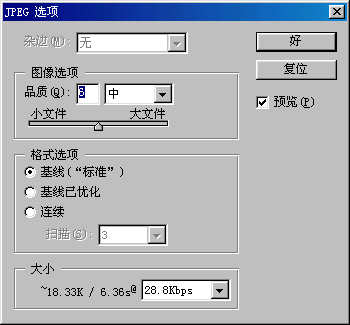 JPEG 选项
杂边(M): 无
好
图像选项
复位
品质(Q): 6 中
预览(P)
小文件 大文件
格式选项
基线(“标准”)
基线已优化
连续
扫描(S): 3
大小
~18.33K / 6.36s@ 28.8Kbps